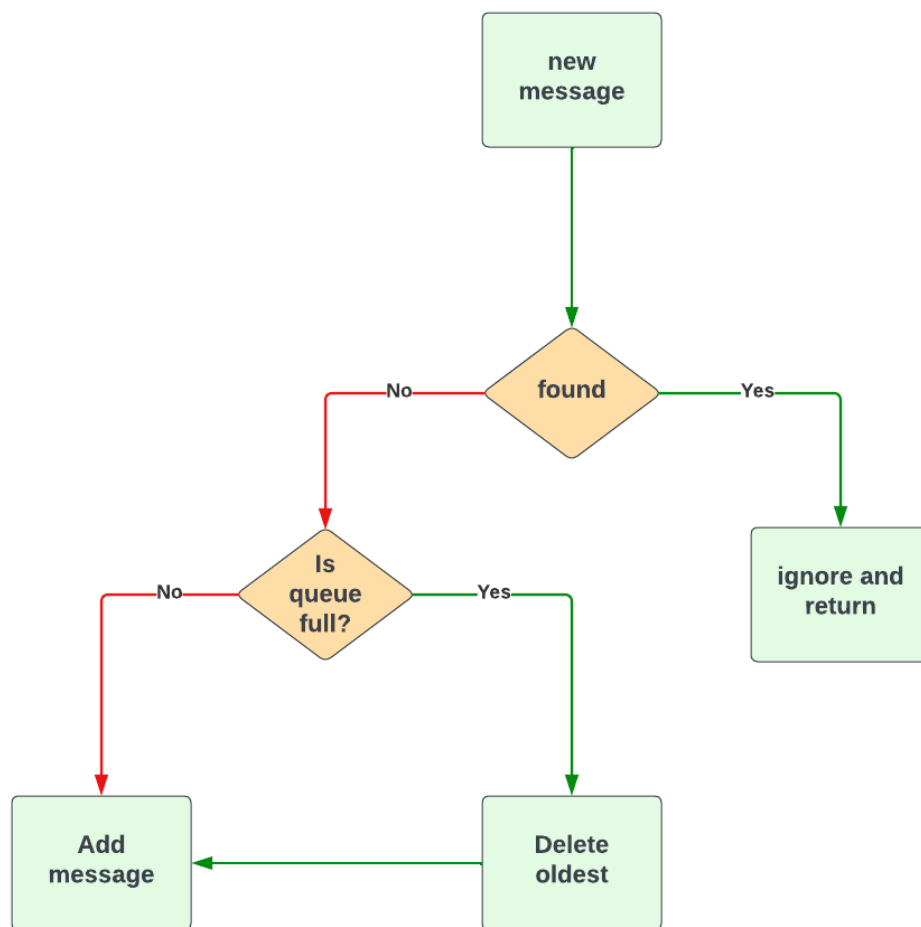 new
message
found
No
Yes
Is
queue
full?
No
Yes
ignore and
return
Add
message
Delete
oldest